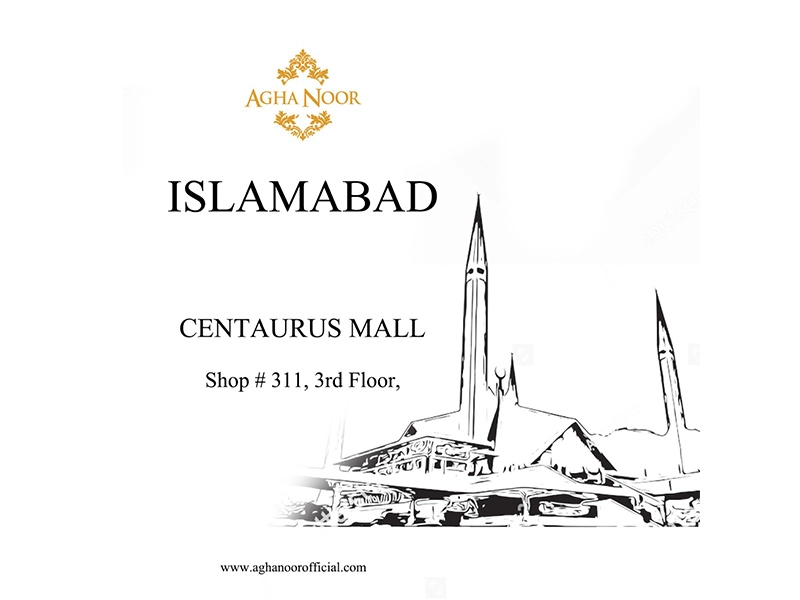 AGHA NOOR
ISLAMABAD
CENTAURUS MALL
Shop # 311, 3rd Floor,
www.aghanoorofficial.com